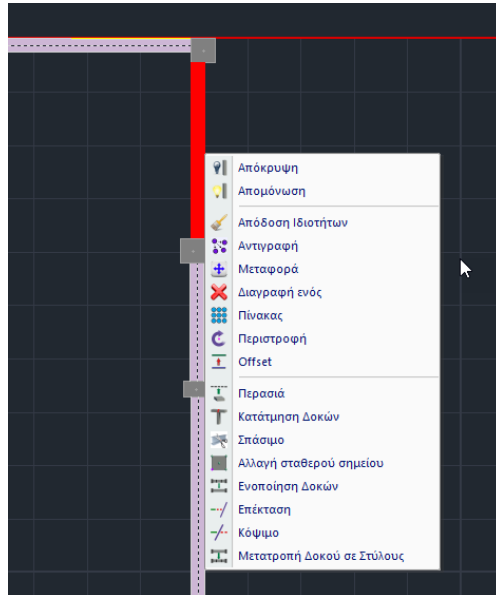 Απόκρυψη
Απομόνωση
Απόδοση Ιδιοτήτων
Αντιγραφή
Μεταφορά
Διαγραφή ενός
Πίνακας
Περιστροφή
Offset
Περασιά
Κατάτμηση Δοκών
Σπάσιμο
Αλλαγή σταθερού σημείου
Ενοποίηση Δοκών
Επέκταση
Κόψιμο
Μετατροπή Δοκού σε Στύλους